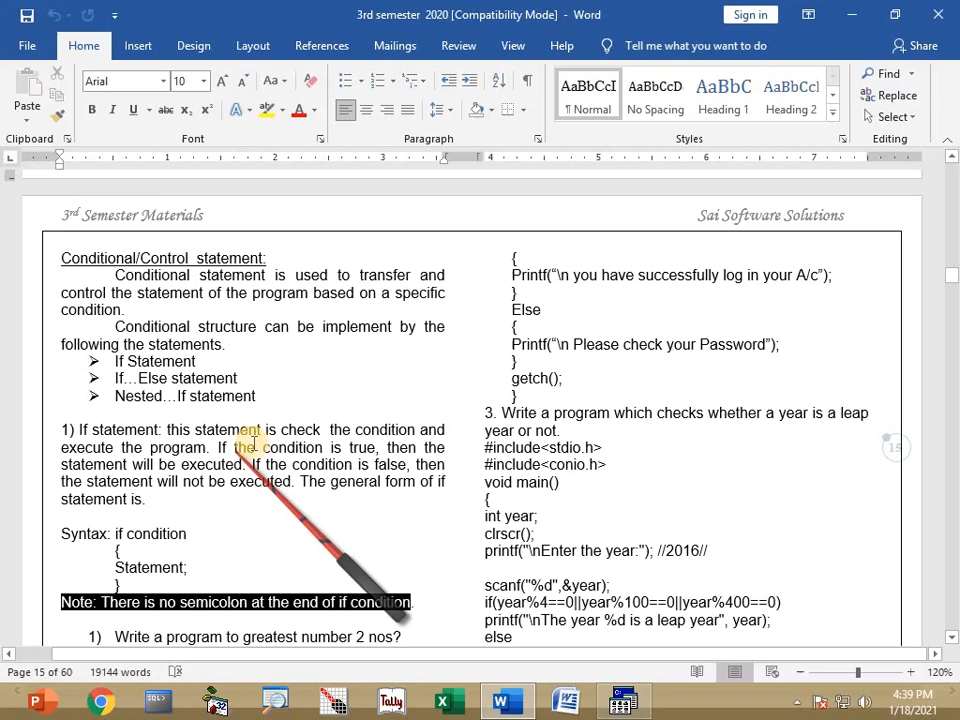 3rd semester 2020 [Compatibility Mode] - Word
Sign in
File Home Insert Design Layout References Mailings Review View Help Tell me what you want to do Share
Paste
Arial 10
Clipboard Font Paragraph Styles Editing
AaBbCcI AaBbCcD AaBbC AaBbCc
¶ Normal No Spacing Heading 1 Heading 2
Find
Replace
Select
1 2 3 4 5 6 7
3rd Semester Materials
Sai Software Solutions
Conditional/Control statement:
Conditional statement is used to transfer and
control the statement of the program based on a specific
condition.
Conditional structure can be implement by the
following the statements.
➢ If Statement
➢ If…Else statement
➢ Nested…If statement
1) If statement: this statement is check the condition and
execute the program. If the condition is true, then the
statement will be executed. If the condition is false, then
the statement will not be executed. The general form of if
statement is.
Syntax: if condition
{
Statement;
}
Note: There is no semicolon at the end of if condition.
1) Write a program to greatest number 2 nos?
{
Printf("\n you have successfully log in your A/c");
}
Else
{
Printf("\n Please check your Password");
}
getch();
}
3. Write a program which checks whether a year is a leap
year or not.
#include<stdio.h>
#include<conio.h>
void main()
{
int year;
clrscr();
printf("\nEnter the year:"); //2016//
scanf("%d",&year);
if(year%4==0||year%100==0||year%400==0)
printf("\nThe year %d is a leap year", year);
else
15
Page 15 of 60 19144 words 120%
SQL> Tally
4:39 PM
1/18/2021